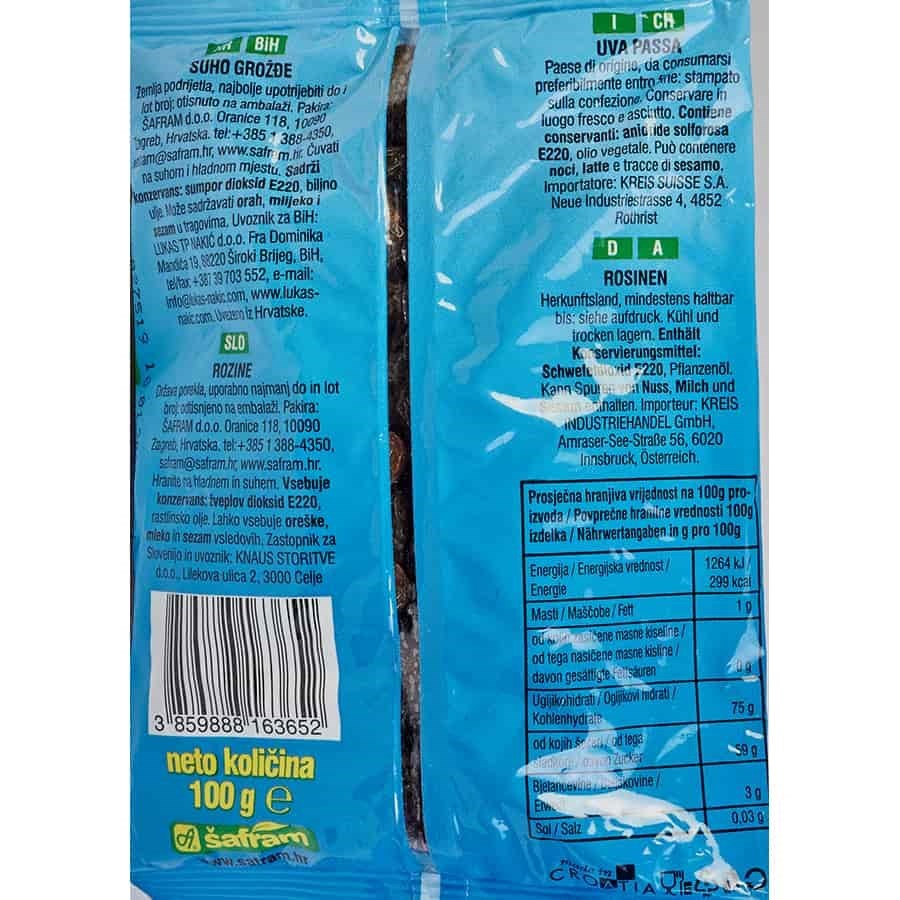 HR BiH
SUHO GROŽĐE
Zemlja podrijetla, najbolje upotrijebiti do i
lot broj: otisnuto na ambalaži. Pakira:
ŠAFRAM d.o.o. Oranice 118, 10090
Zagreb, Hrvatska. tel:+385 1 388-4350,
safram@safram.hr, www.safram.hr. Čuvati
na suhom i hladnom mjestu. Sadrži
konzervans: sumpor dioksid E220, biljno
ulje. Može sadržavati orah, mlijeko i
sezam u tragovima. Uvoznik za BiH:
LUKAS TP NAKIĆ d.o.o. Fra Dominika
Mandića 19, 88220 Široki Brijeg, BiH,
tel/fax: +387 39 703 552, e-mail:
info@lukas-nakic.com, www.lukas-
nakic.com. Uvezeno iz Hrvatske.
SLO
ROZINE
Država porekla, uporabno najmanj do in lot
broj: odtisnjeno na embalaži. Pakira:
ŠAFRAM d.o.o. Oranice 118, 10090
Zagreb, Hrvatska. tel:+385 1 388-4350,
safram@safram.hr, www.safram.hr.
Hranite na hladnem in suhem. Vsebuje
konzervans: žveplov dioksid E220,
rastlinsko olje. Lahko vsebuje oreške,
mleko in sezam v sledovih. Zastopnik za
Slovenijo in uvoznik: KNAUS STORITVE
d.o.o., Lilekova ulica 2, 3000 Celje
3 859888 163652
neto količina
100 g e
šafram
www.safram.hr
I CH
UVA PASSA
Paese di origine, da consumarsi
preferibilmente entro : stampato
sulla confezione. Conservare in
luogo fresco e asciutto. Contiene
conservanti: anidride solforosa
E220, olio vegetale. Può contenere
noci, latte e tracce di sesamo.
Importatore: KREIS SUISSE S.A.
Neue Industriestrasse 4, 4852
Rothrist
D A
ROSINEN
Herkunftsland, mindestens haltbar
bis: siehe aufdruck. Kühl und
trocken lagern. Enthält
Konservierungsmittel:
Schwefeldioxid E220, Pflanzenöl.
Kann Spuren von Nuss, Milch und
Sesam enthalten. Importeur: KREIS
INDUSTRIEHANDEL GmbH,
Amraser-See-Straße 56, 6020
Innsbruck, Österreich.
Prosječna hranjiva vrijednost na 100g pro-
izvoda / Povprečne hranilne vrednosti 100g
izdelka / Nährwertangaben in g pro 100g
Energija / Energijska vrednost / 1264 kJ /
Energie 299 kcal
Masti / Maščobe / Fett 1 g
od kojih zasićene masne kiseline /
od tega nasičene masne kisline /
davon gesättigte Fettsäuren 0 g
Ugljikohidrati / Ogljikovi hidrati /
Kohlenhydrate 75 g
od kojih šećeri / od tega
sladkorji / davon Zucker 59 g
Bjelančevine / Beljakovine /
Eiweiß 3 g
Sol / Salz 0,03 g
made in
CROATIA